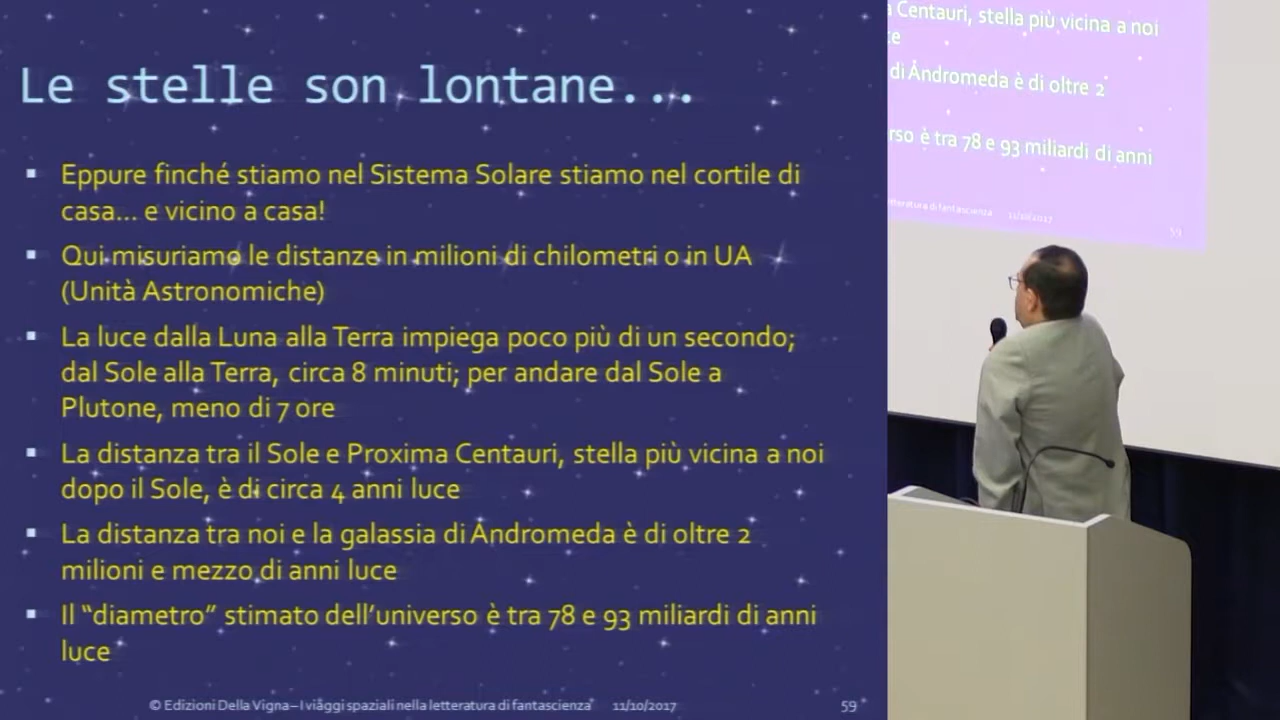 Le stelle son lontane...
Eppure finché stiamo nel Sistema Solare stiamo nel cortile di
casa... e vicino a casa!
Qui misuriamo le distanze in milioni di chilometri o in UA
(Unità Astronomiche)
La luce dalla Luna alla Terra impiega poco più di un secondo;
dal Sole alla Terra, circa 8 minuti; per andare dal Sole a
Plutone, meno di 7 ore
La distanza tra il Sole e Proxima Centauri, stella più vicina a noi
dopo il Sole, è di circa 4 anni luce
La distanza tra noi e la galassia di Andromeda è di oltre 2
milioni e mezzo di anni luce
Il “diametro” stimato dell’universo è tra 78 e 93 miliardi di anni
luce
© Edizioni Della Vigna – I viaggi spaziali nella letteratura di fantascienza 11/10/2017 59
a Centauri, stella più vicina a noi
di Andromeda è di oltre 2
rso è tra 78 e 93 miliardi di anni
tteratura di fantascienza 11/10/2017 59